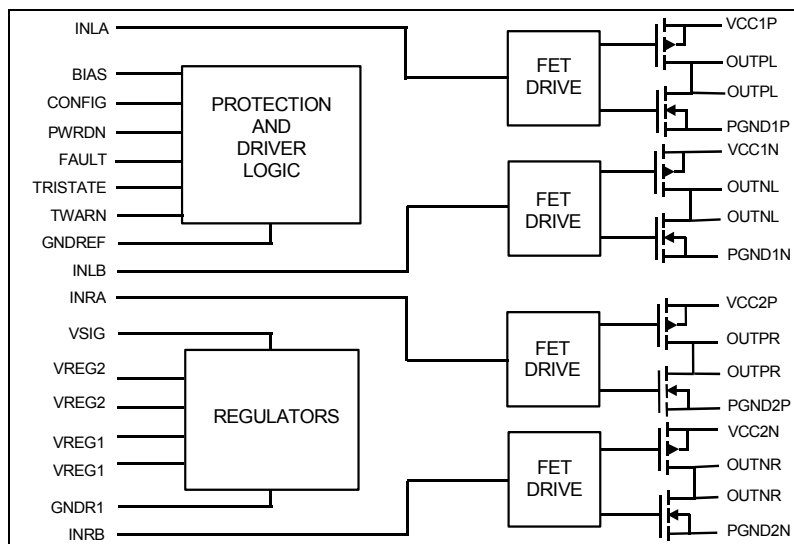 INLA
BIAS
CONFIG
PWRDN
FAULT
TRISTATE
TWARN
GNDREF
INLB
INRA
VSIG
VREG2
VREG2
VREG1
VREG1
GNDR1
INRB
PROTECTION
AND
DRIVER
LOGIC
REGULATORS
FET
DRIVE
FET
DRIVE
FET
DRIVE
FET
DRIVE
VCC1P
OUTPL
OUTPL
PGND1P
VCC1N
OUTNL
OUTNL
PGND1N
VCC2P
OUTPR
OUTPR
PGND2P
VCC2N
OUTNR
OUTNR
PGND2N